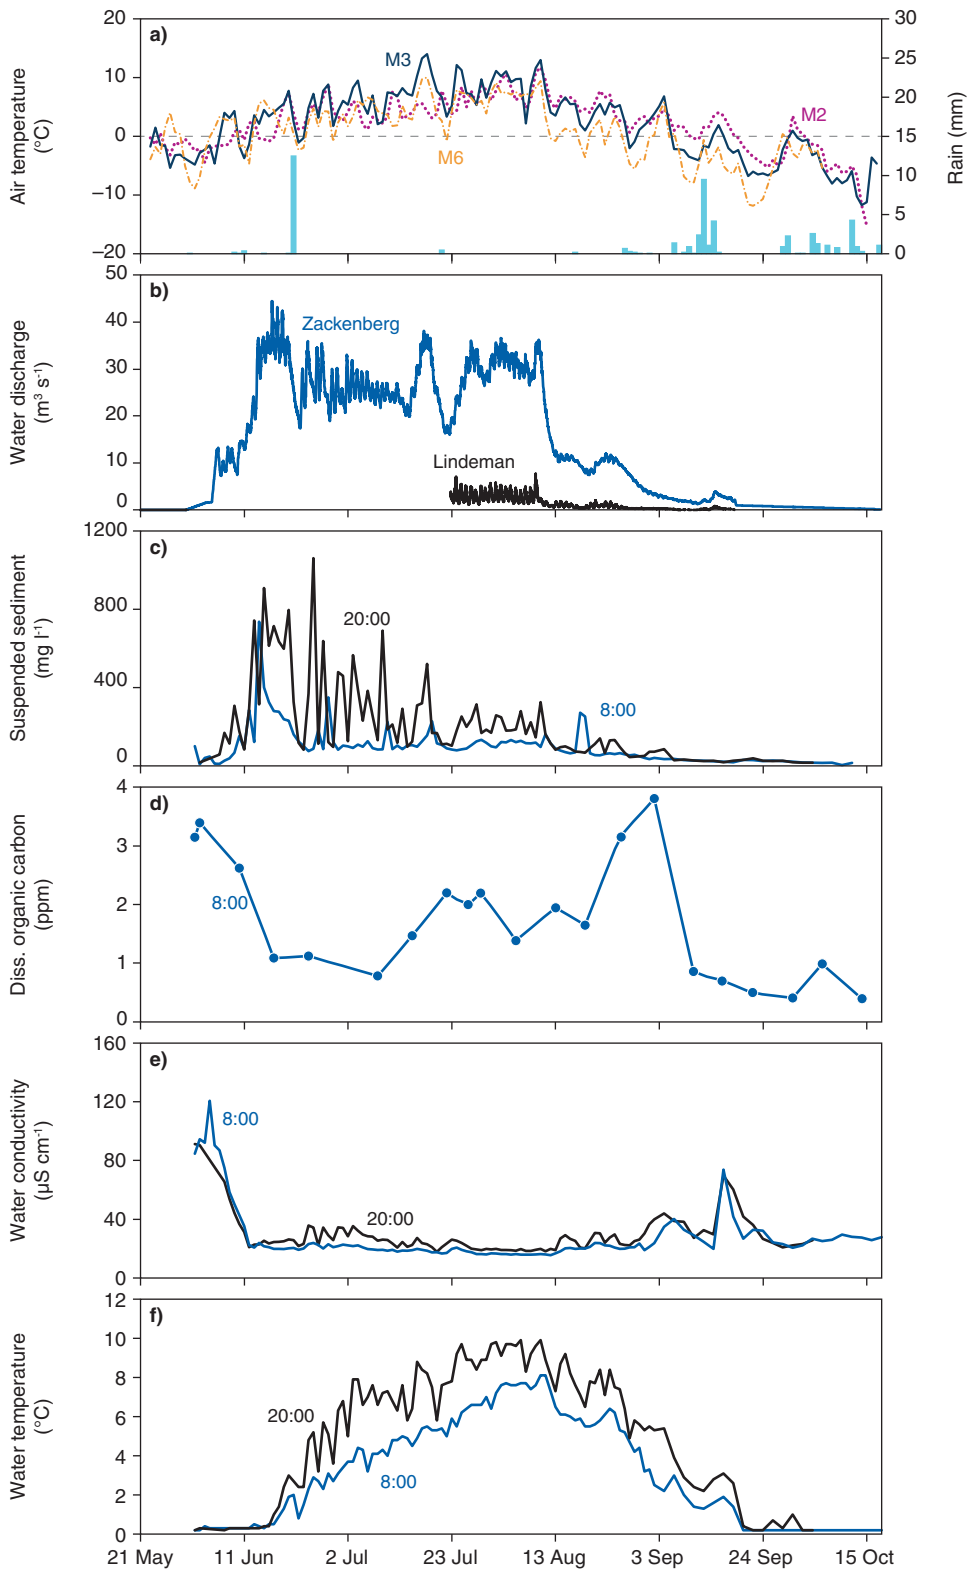 a)
Air temperature
(°C)
20
10
0
–10
–20
M3
M6
M2
30
25
20
15
10
5
0
Rain (mm)
b)
Water discharge
(m³ s⁻¹)
50
40
30
20
10
0
Zackenberg
Lindeman
c)
Suspended sediment
(mg l⁻¹)
1200
800
400
0
20:00
8:00
d)
Diss. organic carbon
(ppm)
4
3
2
1
0
8:00
e)
Water conductivity
(µS cm⁻¹)
160
120
80
40
0
8:00
20:00
f)
Water temperature
(°C)
12
10
8
6
4
2
0
20:00
8:00
21 May 11 Jun 2 Jul 23 Jul 13 Aug 3 Sep 24 Sep 15 Oct